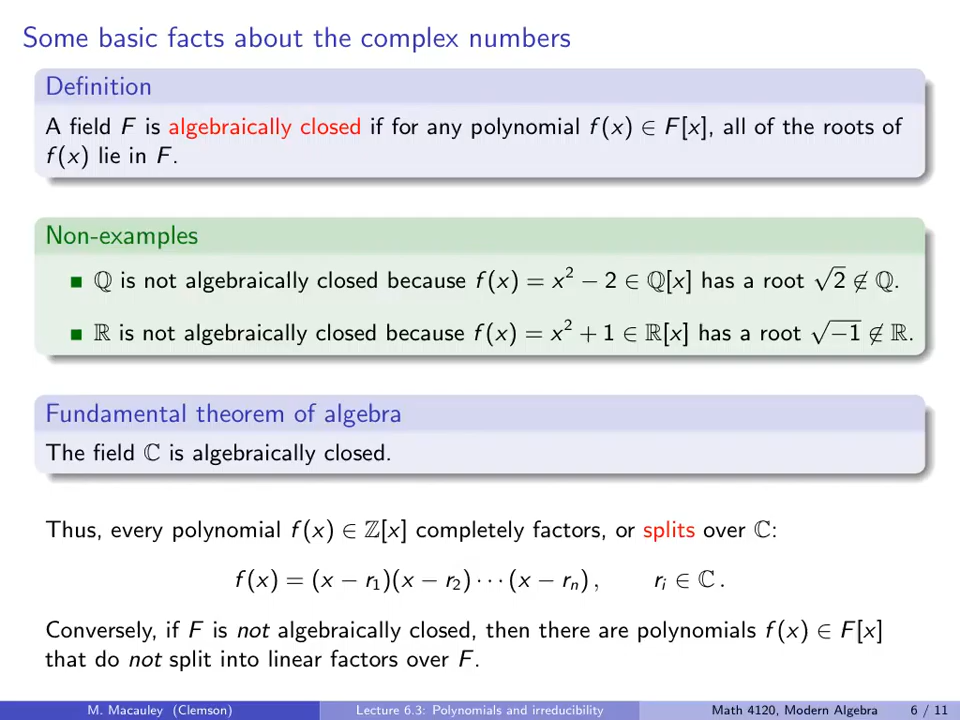 Some basic facts about the complex numbers
Definition
A field F is algebraically closed if for any polynomial f(x) ∈ F[x], all of the roots of
f(x) lie in F.
Non-examples
■ ℚ is not algebraically closed because f(x) = x² − 2 ∈ ℚ[x] has a root √2 ∉ ℚ.
■ ℝ is not algebraically closed because f(x) = x² + 1 ∈ ℝ[x] has a root √−1 ∉ ℝ.
Fundamental theorem of algebra
The field ℂ is algebraically closed.
Thus, every polynomial f(x) ∈ ℤ[x] completely factors, or splits over ℂ:
f(x) = (x − r₁)(x − r₂) ⋯ (x − rₙ), rᵢ ∈ ℂ.
Conversely, if F is not algebraically closed, then there are polynomials f(x) ∈ F[x]
that do not split into linear factors over F.
M. Macauley (Clemson) Lecture 6.3: Polynomials and irreducibility Math 4120, Modern Algebra 6 / 11